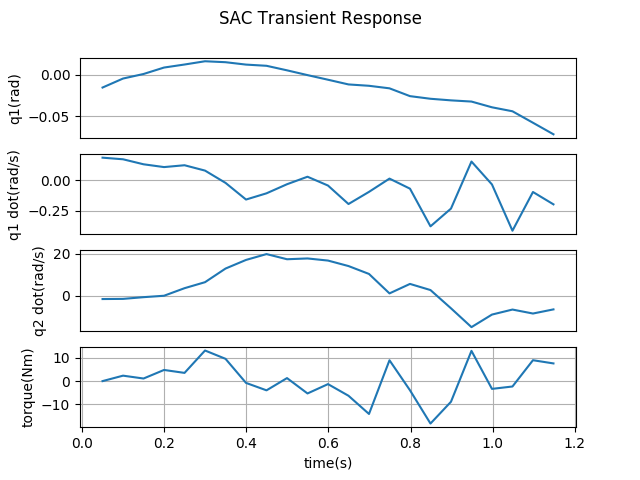 SAC Transient Response
0.00
−0.05
q1(rad)
0.00
−0.25
q1 dot(rad/s)
20
0
q2 dot(rad/s)
10
0
−10
torque(Nm)
0.0 0.2 0.4 0.6 0.8 1.0 1.2
time(s)